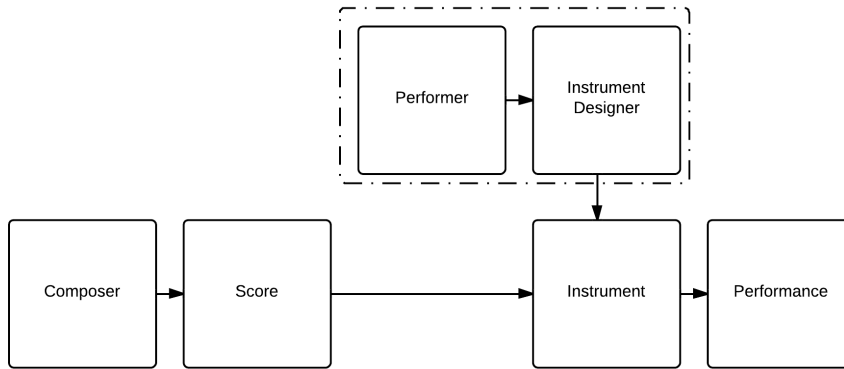 Performer
Instrument
Designer
Composer
Score
Instrument
Performance